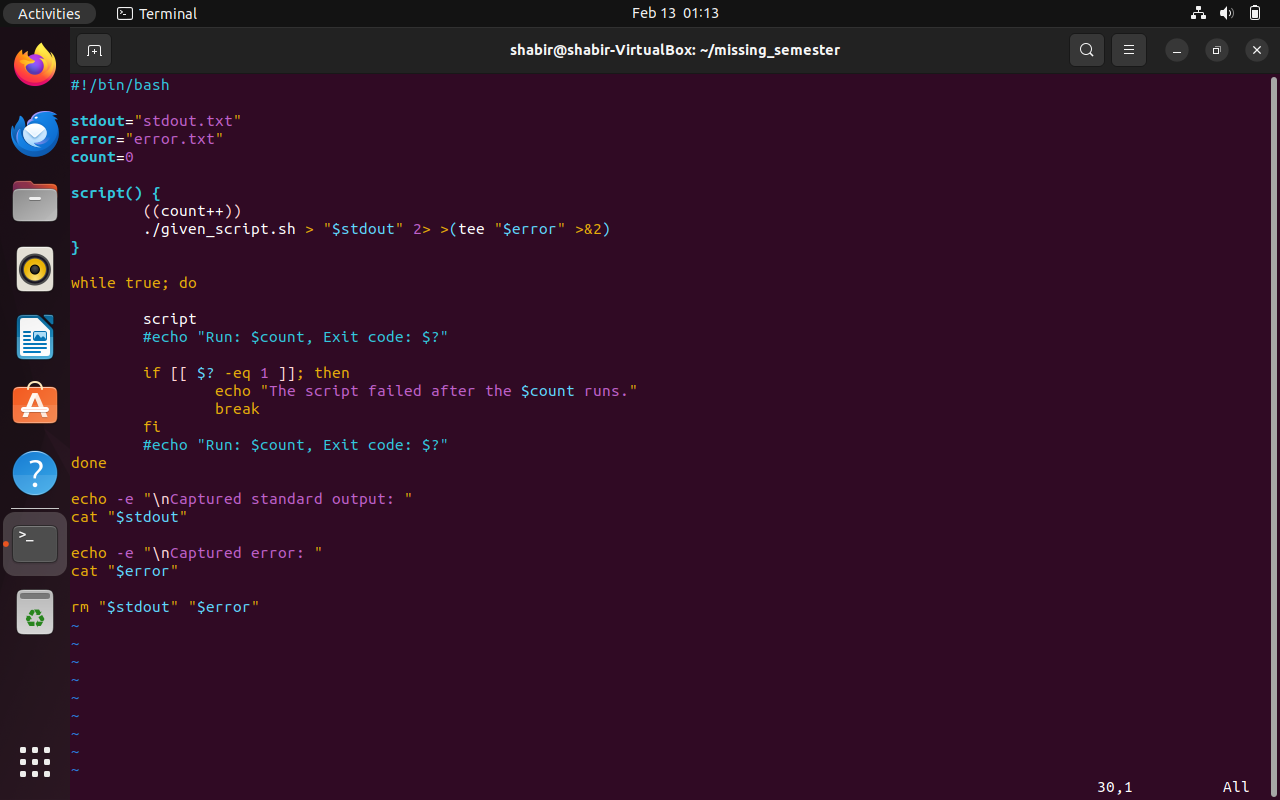 Activities Terminal Feb 13 01:13
shabir@shabir-VirtualBox: ~/missing_semester
#!/bin/bash

stdout="stdout.txt"
error="error.txt"
count=0

script() {
        ((count++))
        ./given_script.sh > "$stdout" 2> >(tee "$error" >&2)
}

while true; do

        script
        #echo "Run: $count, Exit code: $?"

        if [[ $? -eq 1 ]]; then
                echo "The script failed after the $count runs."
                break
        fi
        #echo "Run: $count, Exit code: $?"
done

echo -e "\nCaptured standard output: "
cat "$stdout"

echo -e "\nCaptured error: "
cat "$error"

rm "$stdout" "$error"
~
~
~
~
~
~
~
~
~
30,1 All